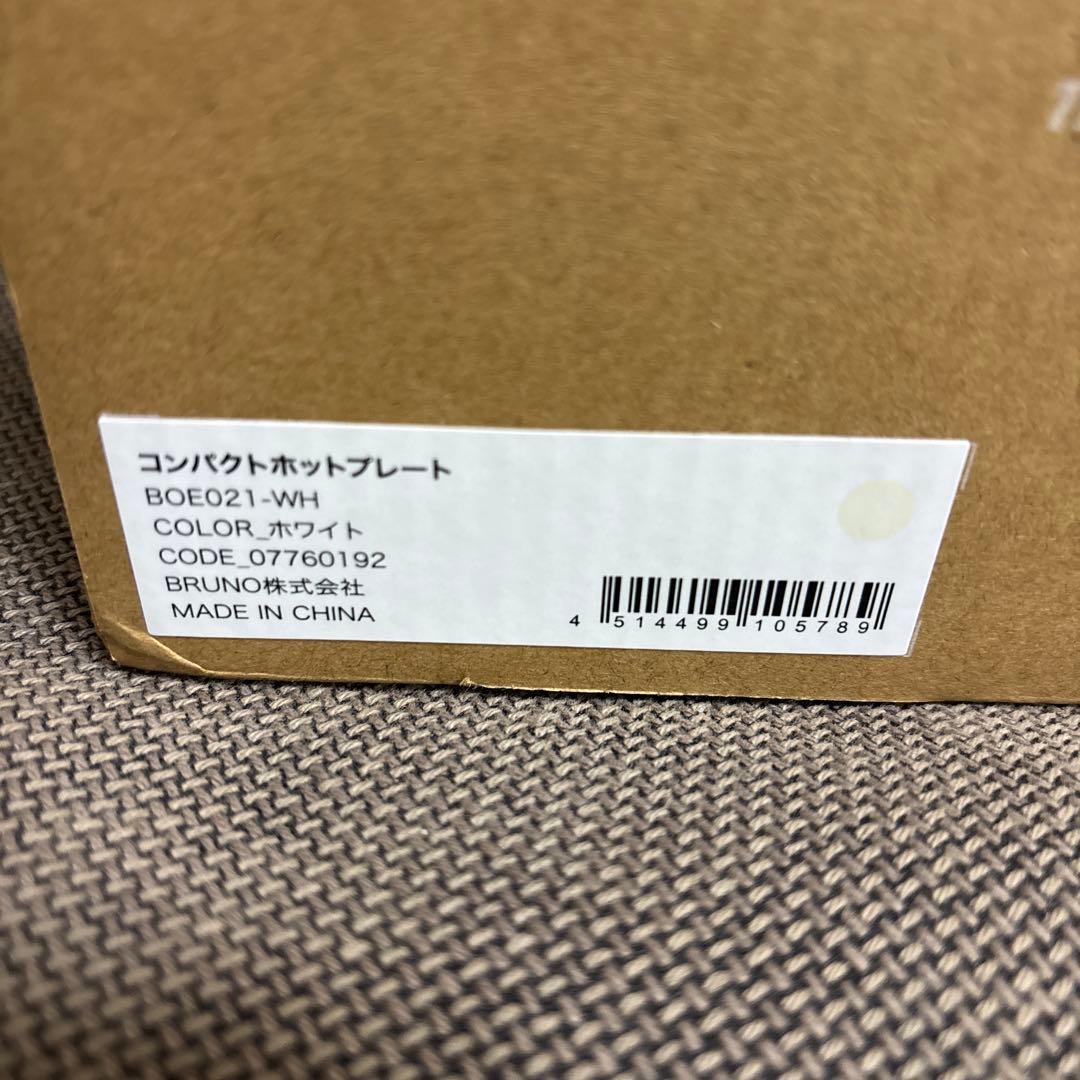 コンパクトホットプレート
BOE021-WH
COLOR_ホワイト
CODE_07760192
BRUNO株式会社
MADE IN CHINA
4 514499 105789